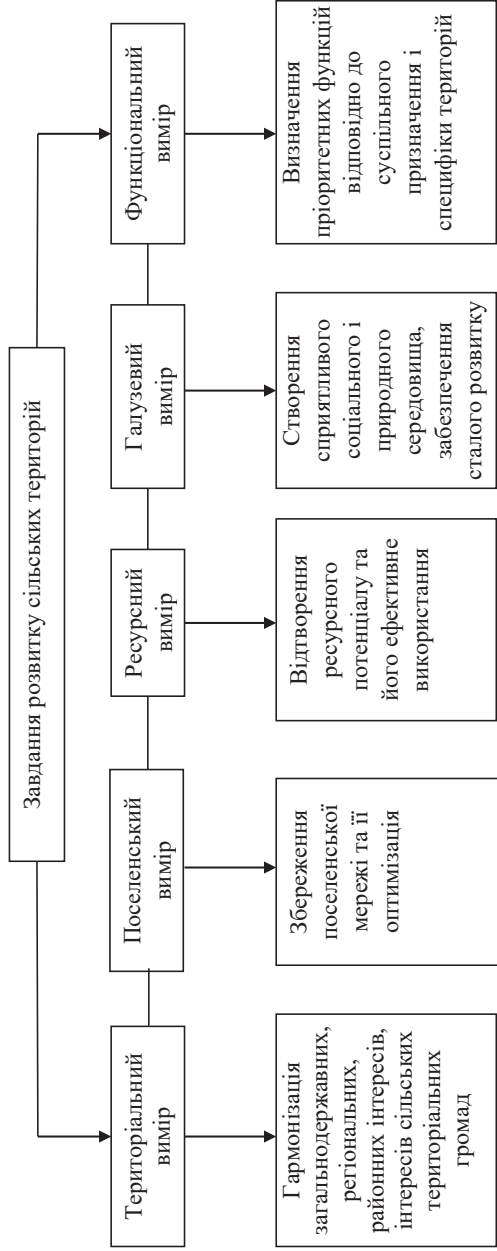 Завдання розвитку сільських територій
Територіальний
вимір
Поселенський
вимір
Ресурсний
вимір
Галузевий
вимір
Функціональний
вимір
Гармонізація
загальнодержавних,
регіональних,
районних інтересів,
інтересів сільських
територіальних
громад
Збереження
поселенської
мережі та її
оптимізація
Відтворення
ресурсного
потенціалу та
його ефективне
використання
Створення
сприятливого
соціального і
природного
середовища,
забезпечення
сталого розвитку
Визначення
пріоритетних функцій
відповідно до
суспільного
призначення і
специфіки територій